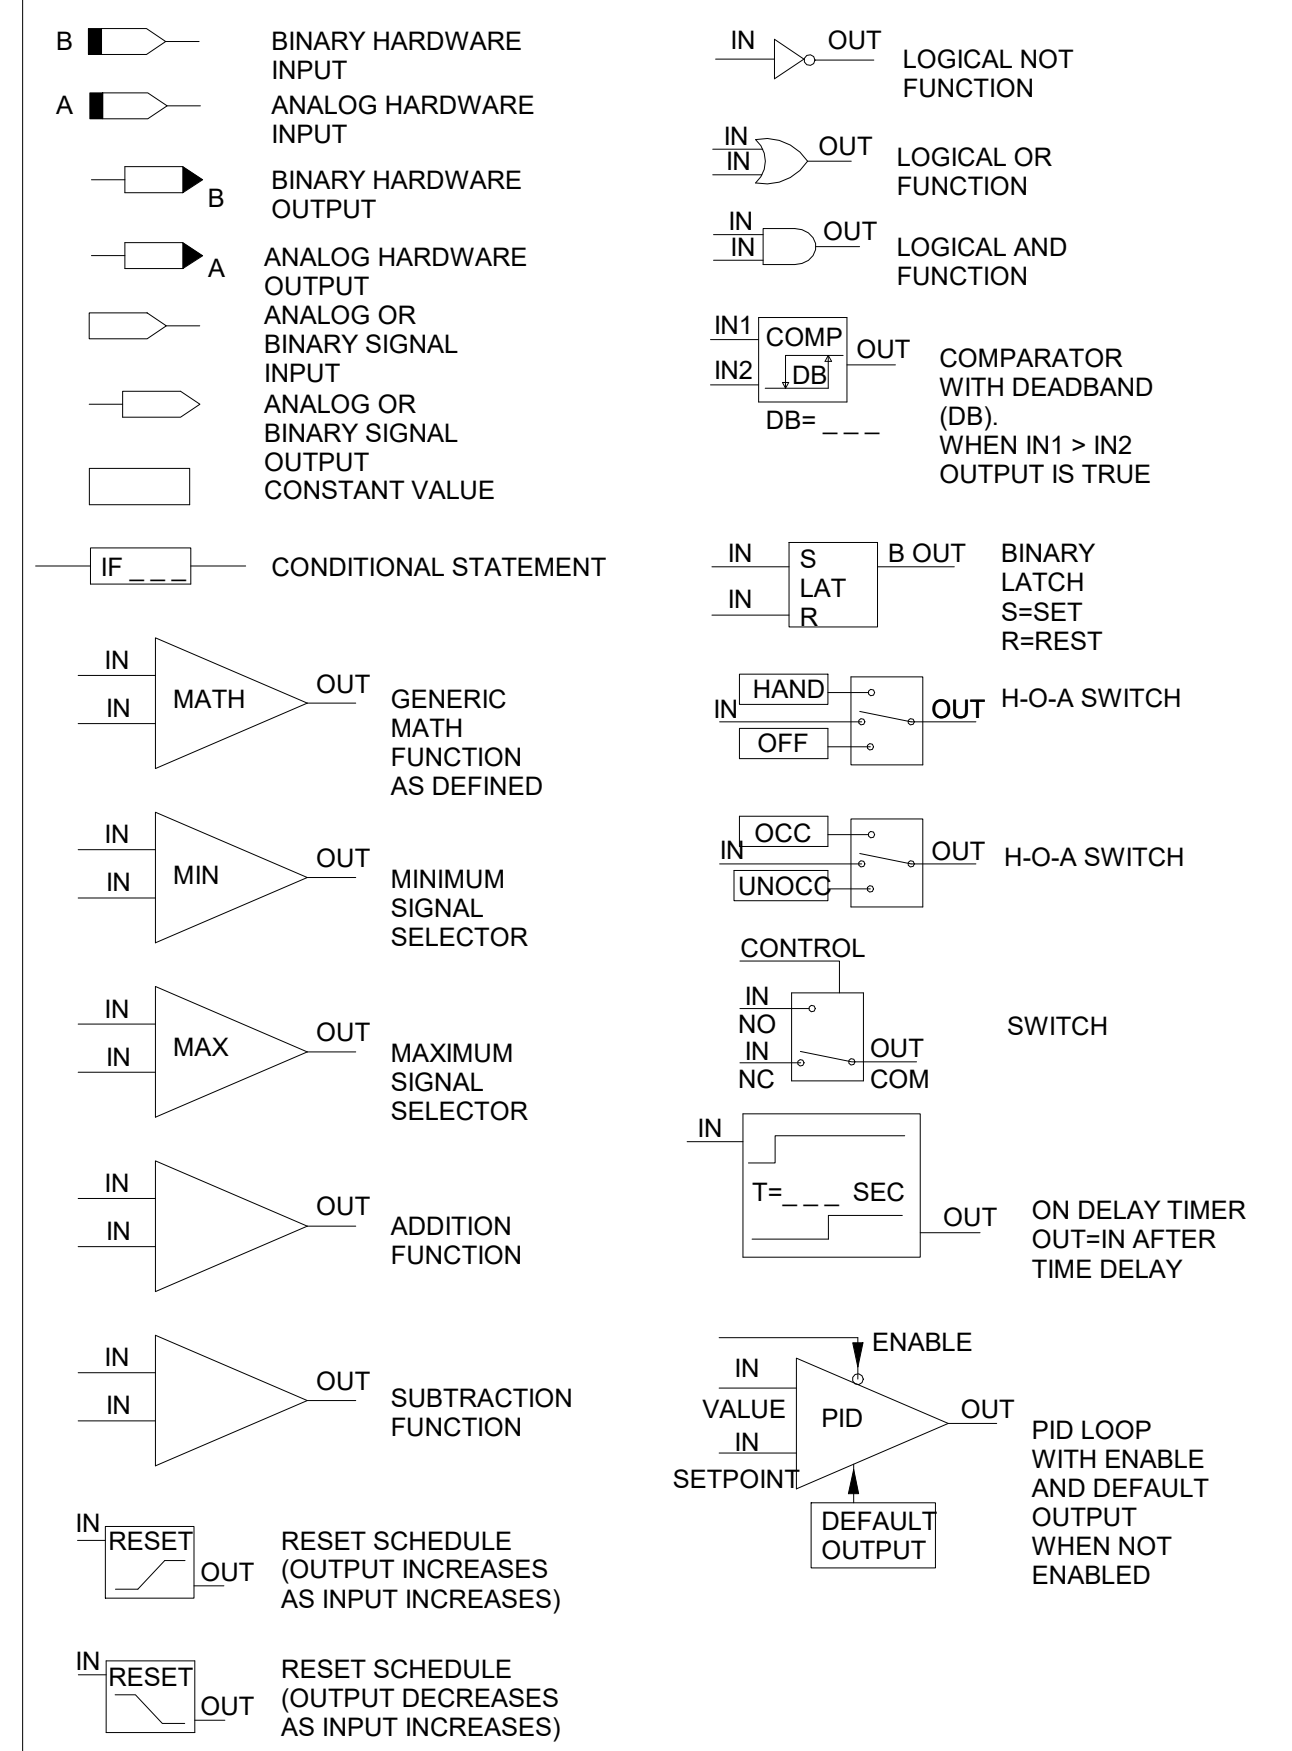 B
BINARY HARDWARE
INPUT
A
ANALOG HARDWARE
INPUT
B
BINARY HARDWARE
OUTPUT
A
ANALOG HARDWARE
OUTPUT
ANALOG OR
BINARY SIGNAL
INPUT
ANALOG OR
BINARY SIGNAL
OUTPUT
CONSTANT VALUE
IF _ _ _
CONDITIONAL STATEMENT
IN
IN
MATH
OUT
GENERIC
MATH
FUNCTION
AS DEFINED
IN
IN
MIN
OUT
MINIMUM
SIGNAL
SELECTOR
IN
IN
MAX
OUT
MAXIMUM
SIGNAL
SELECTOR
IN
IN
OUT
ADDITION
FUNCTION
IN
IN
OUT
SUBTRACTION
FUNCTION
IN
RESET
OUT
RESET SCHEDULE
(OUTPUT INCREASES
AS INPUT INCREASES)
IN
RESET
OUT
RESET SCHEDULE
(OUTPUT DECREASES
AS INPUT INCREASES)
IN
OUT
LOGICAL NOT
FUNCTION
IN
IN
OUT
LOGICAL OR
FUNCTION
IN
IN
OUT
LOGICAL AND
FUNCTION
IN1
IN2
COMP
DB
OUT
DB= _ _ _
COMPARATOR
WITH DEADBAND
(DB).
WHEN IN1 > IN2
OUTPUT IS TRUE
IN
IN
S
LAT
R
B OUT
BINARY
LATCH
S=SET
R=REST
HAND
IN
OFF
OUT
H-O-A SWITCH
OCC
IN
UNOCC
OUT
H-O-A SWITCH
CONTROL
IN
NO
IN
NC
OUT
COM
SWITCH
IN
T=_ _ _ SEC
OUT
ON DELAY TIMER
OUT=IN AFTER
TIME DELAY
ENABLE
IN
VALUE
IN
SETPOINT
PID
OUT
DEFAULT
OUTPUT
PID LOOP
WITH ENABLE
AND DEFAULT
OUTPUT
WHEN NOT
ENABLED